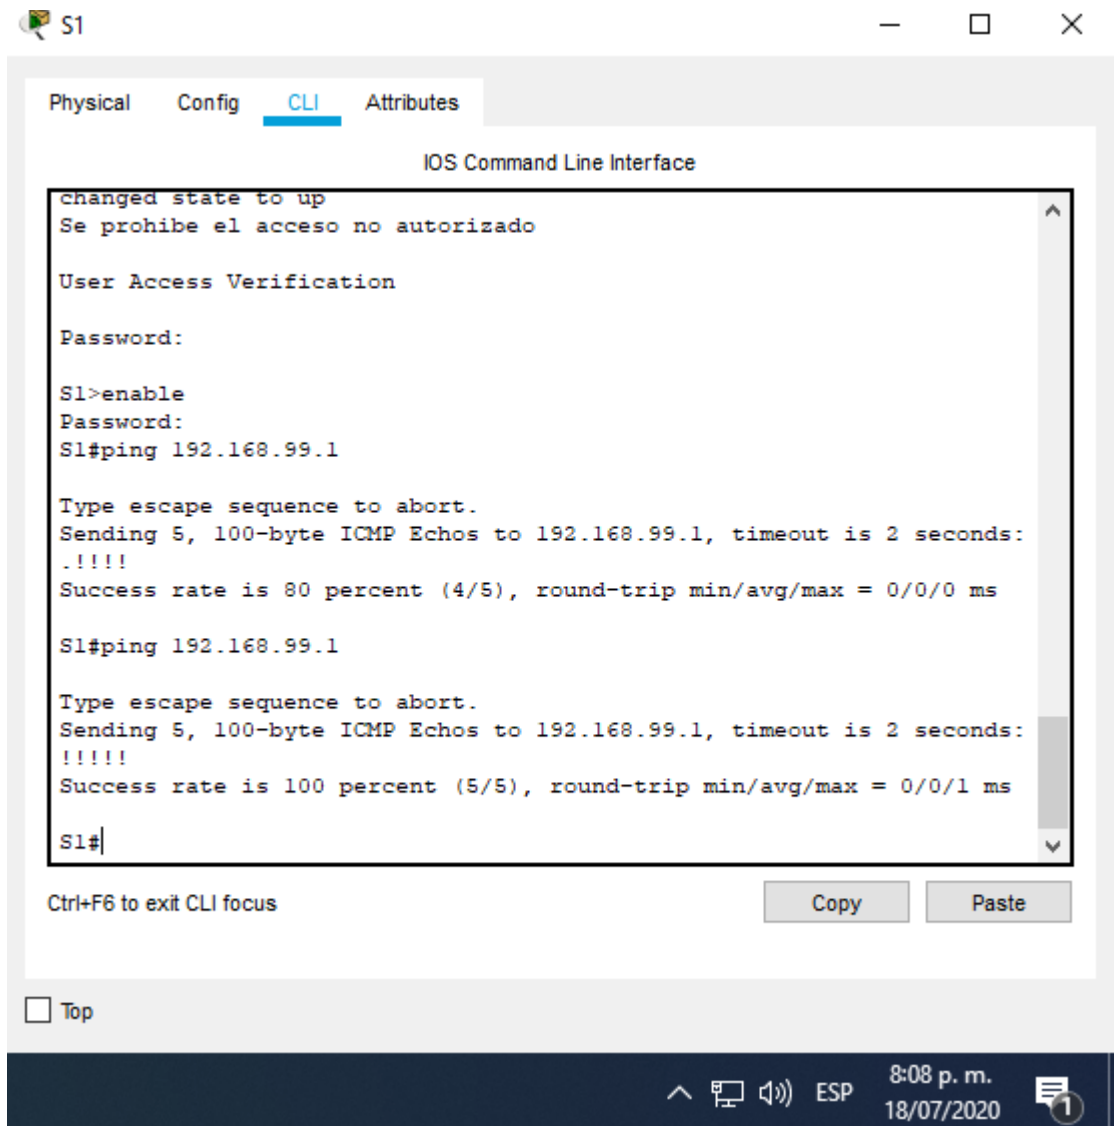 S1
Physical Config CLI Attributes
IOS Command Line Interface
changed state to up
Se prohibe el acceso no autorizado
User Access Verification
Password:
S1>enable
Password:
S1#ping 192.168.99.1
Type escape sequence to abort.
Sending 5, 100-byte ICMP Echos to 192.168.99.1, timeout is 2 seconds:
.!!!!
Success rate is 80 percent (4/5), round-trip min/avg/max = 0/0/0 ms
S1#ping 192.168.99.1
Type escape sequence to abort.
Sending 5, 100-byte ICMP Echos to 192.168.99.1, timeout is 2 seconds:
!!!!!
Success rate is 100 percent (5/5), round-trip min/avg/max = 0/0/1 ms
S1#
Ctrl+F6 to exit CLI focus Copy Paste
Top
ESP 8:08 p. m.
18/07/2020
1